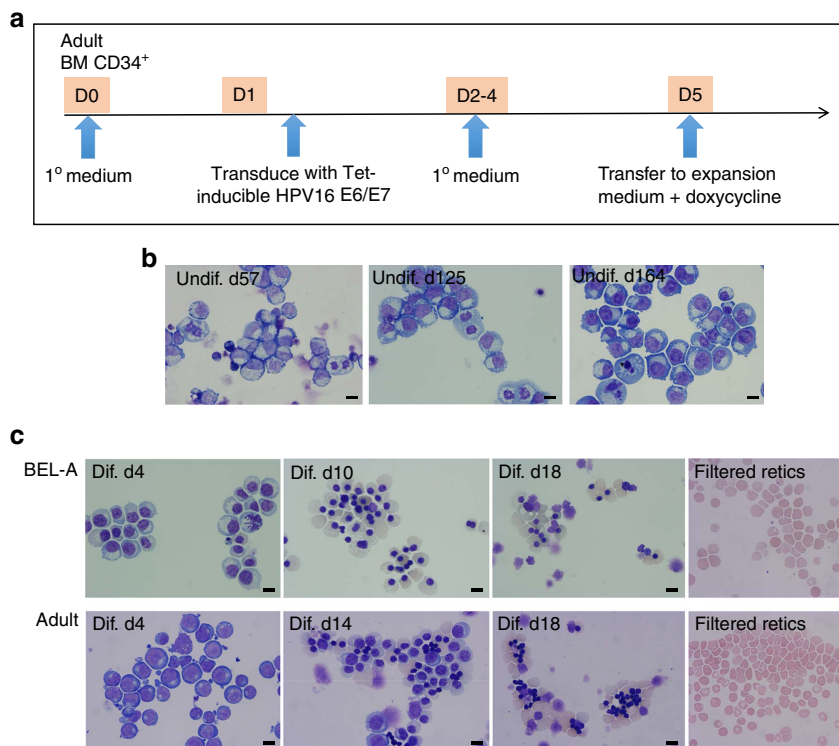 a
Adult
BM CD34+
D0
D1
D2-4
D5
1o medium
Transduce with Tet-
inducible HPV16 E6/E7
1o medium
Transfer to expansion
medium + doxycycline
b
Undif. d57
Undif. d125
Undif. d164
c
BEL-A
Dif. d4
Dif. d10
Dif. d18
Filtered retics
Adult
Dif. d4
Dif. d14
Dif. d18
Filtered retics